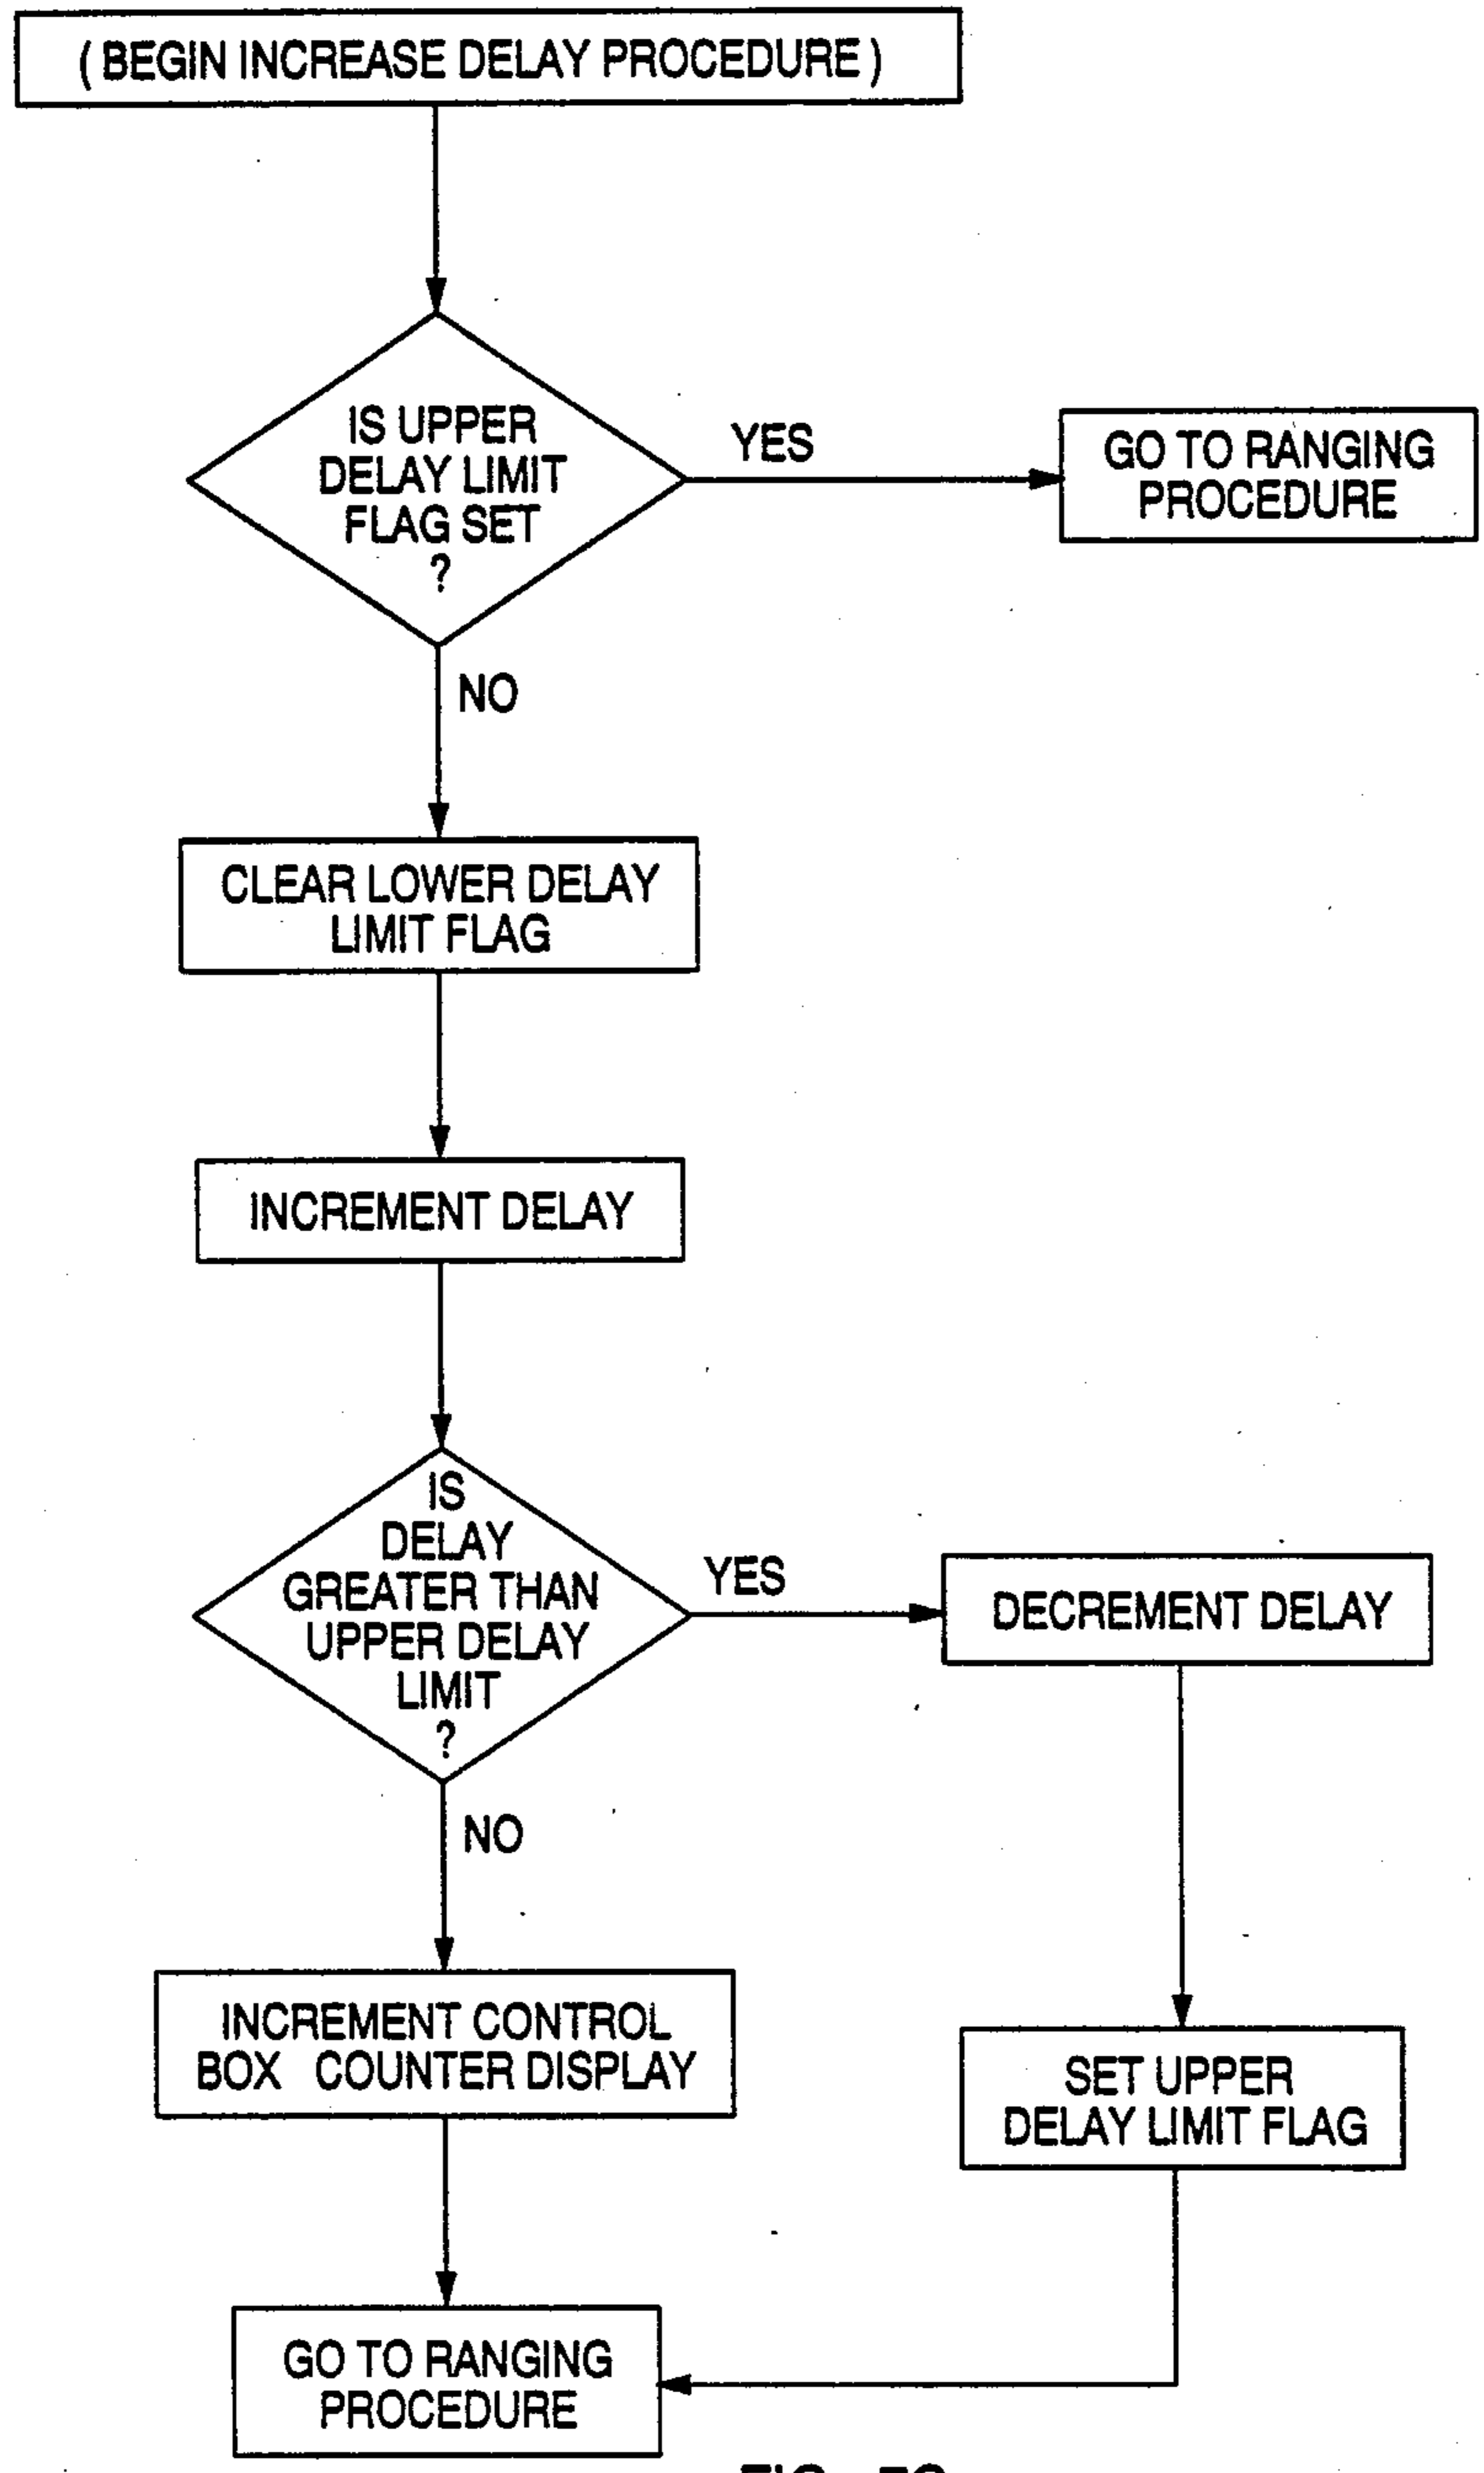 ( BEGIN INCREASE DELAY PROCEDURE )
IS UPPER
DELAY LIMIT
FLAG SET
?
YES
GO TO RANGING
PROCEDURE
NO
CLEAR LOWER DELAY
LIMIT FLAG
INCREMENT DELAY
IS
DELAY
GREATER THAN
UPPER DELAY
LIMIT
?
YES
DECREMENT DELAY
NO
INCREMENT CONTROL
BOX COUNTER DISPLAY
SET UPPER
DELAY LIMIT FLAG
GO TO RANGING
PROCEDURE